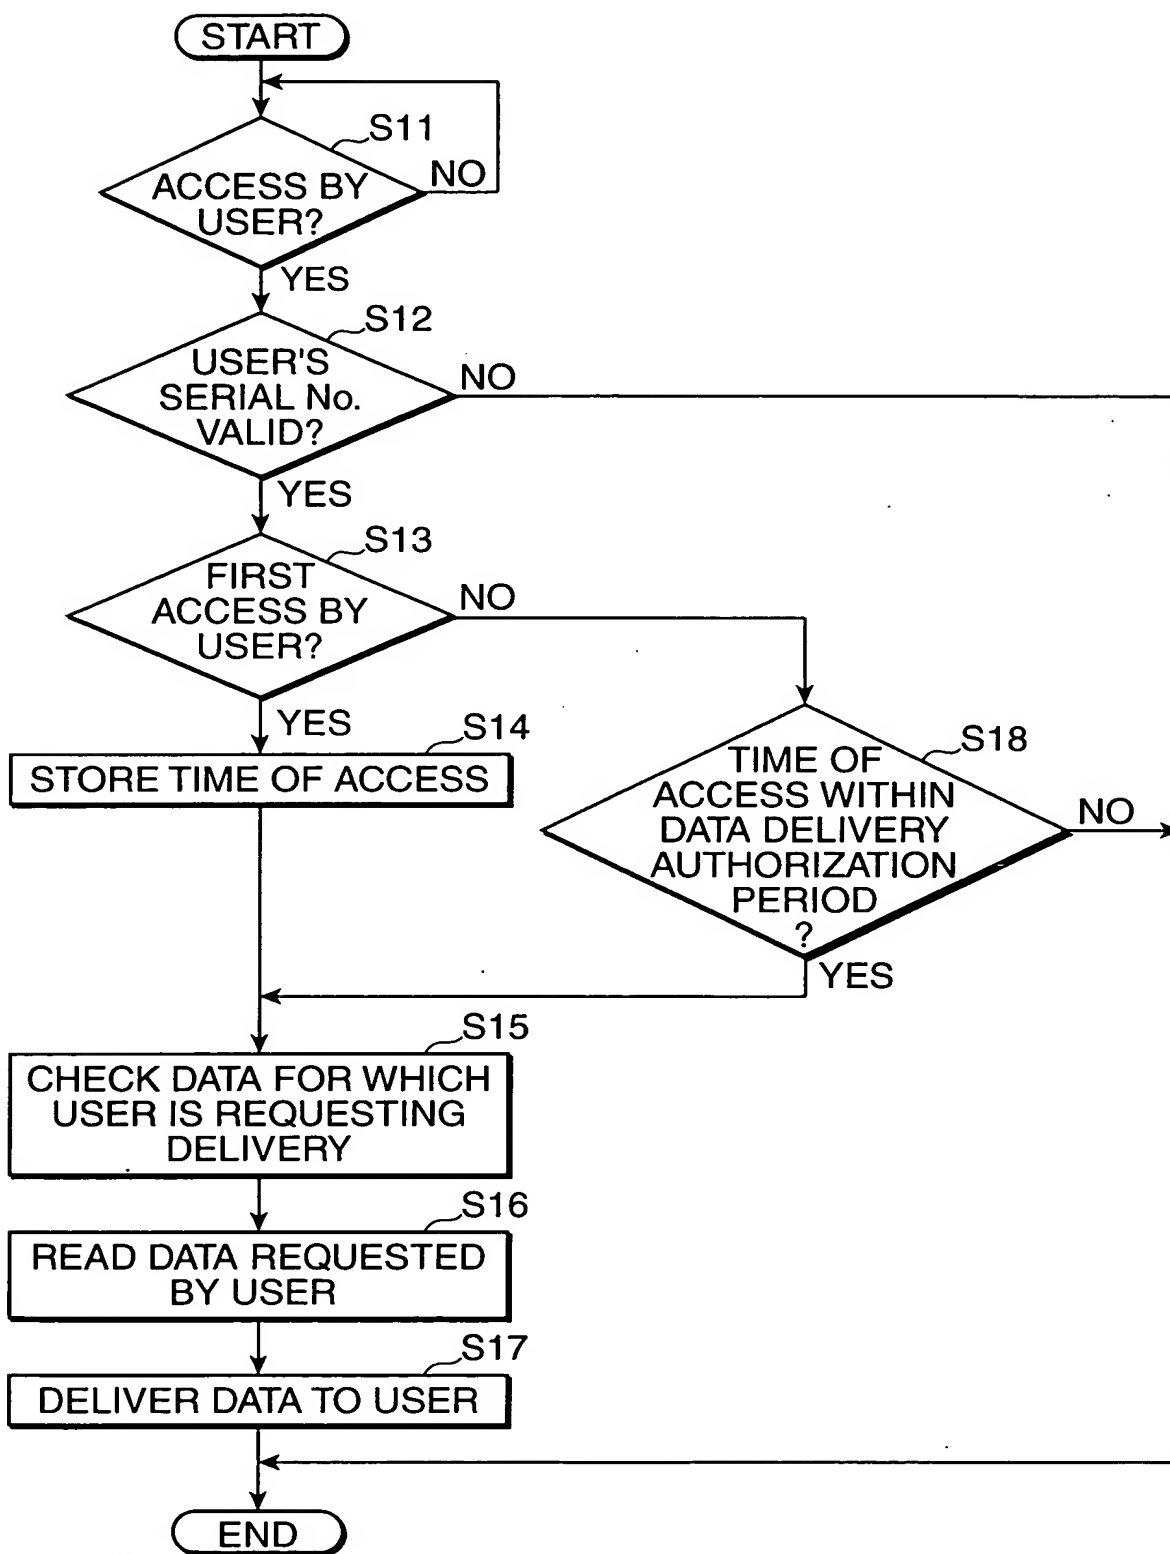 START
S11
ACCESS BY
USER?
NO
YES
S12
USER'S
SERIAL No.
VALID?
NO
YES
S13
FIRST
ACCESS BY
USER?
NO
YES
S14
STORE TIME OF ACCESS
S18
TIME OF
ACCESS WITHIN
DATA DELIVERY
AUTHORIZATION
PERIOD
?
NO
YES
S15
CHECK DATA FOR WHICH
USER IS REQUESTING
DELIVERY
S16
READ DATA REQUESTED
BY USER
S17
DELIVER DATA TO USER
END